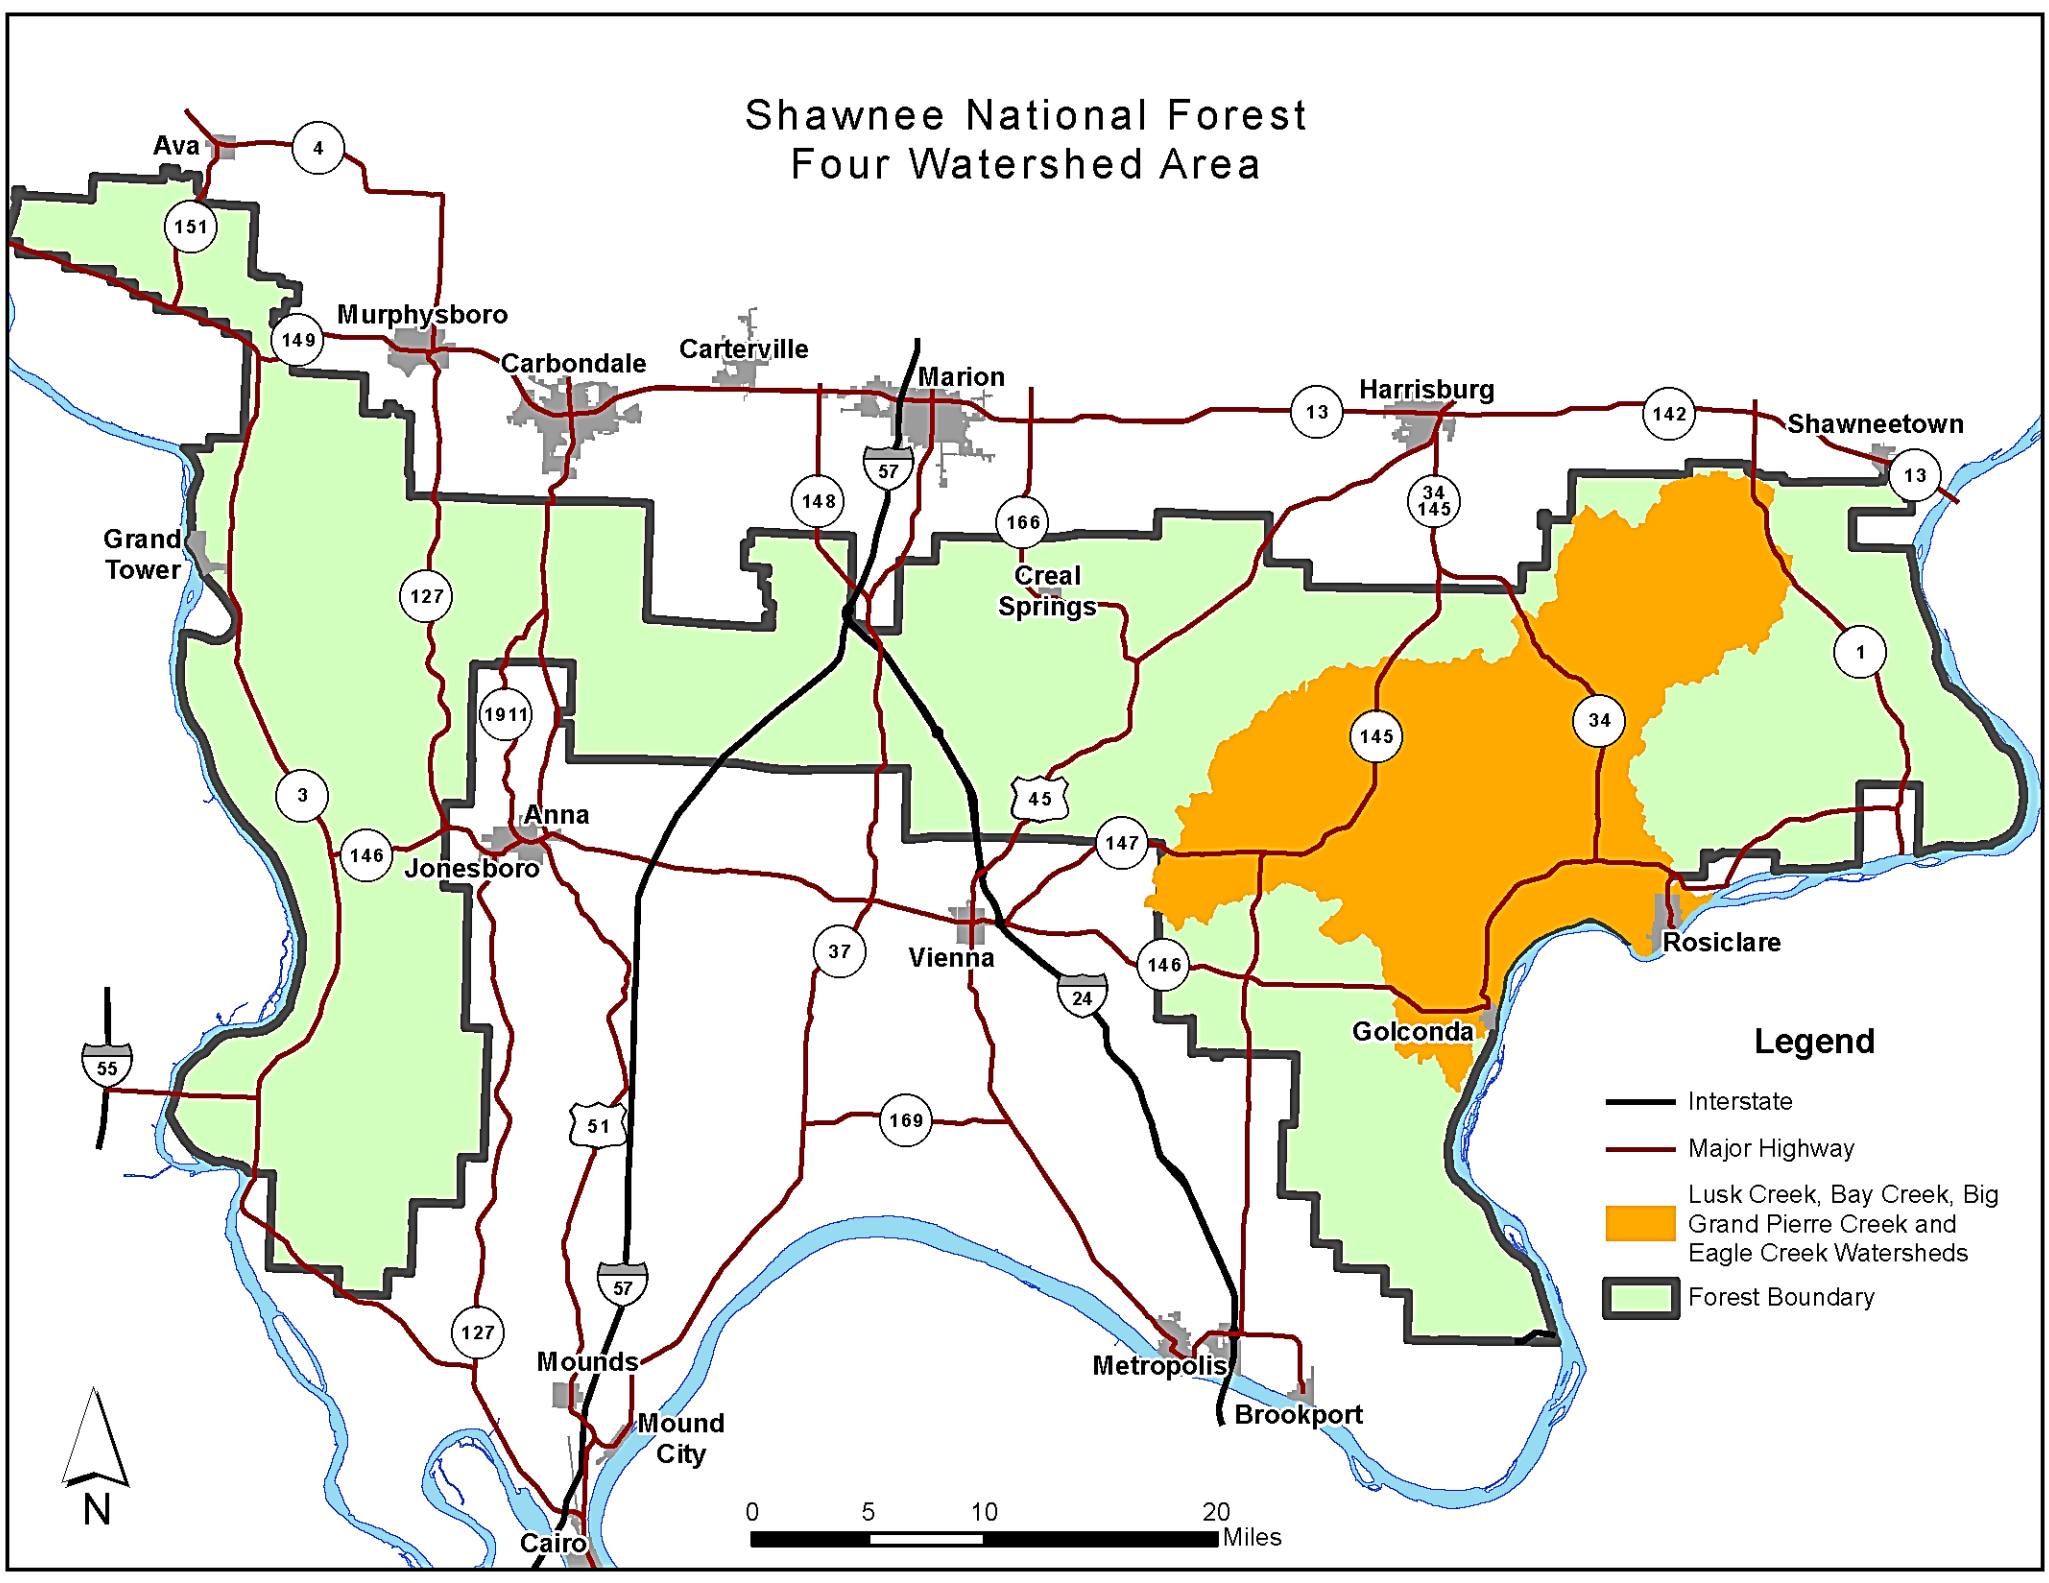 Shawnee National Forest
Four Watershed Area
Ava
4
151
149
Murphysboro
Carbondale
Carterville
Marion
Harrisburg
13
142
Shawneetown
13
57
148
166
34
145
Grand
Tower
127
Creal
Springs
1
1911
145
34
3
45
Anna
146
Jonesboro
147
37
Vienna
146
24
Rosiclare
Golconda
55
51
169
57
127
Mounds
Mound
City
Cairo
Metropolis
Brookport
Legend
Interstate
Major Highway
Lusk Creek, Bay Creek, Big
Grand Pierre Creek and
Eagle Creek Watersheds
Forest Boundary
N
0 5 10 20
Miles